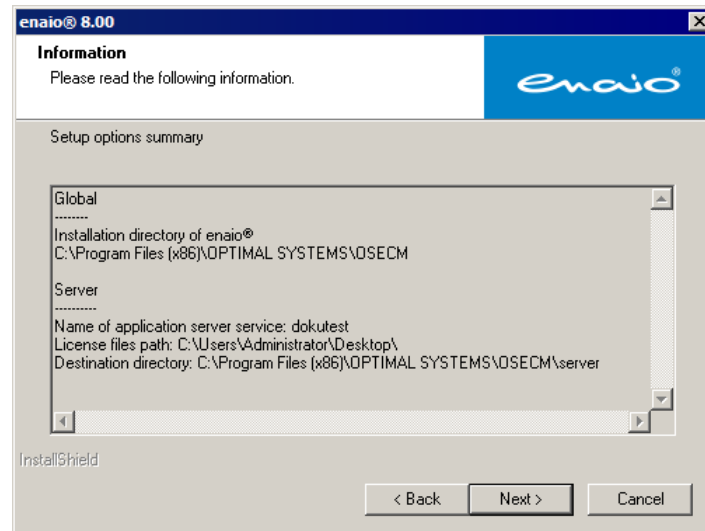 enaio® 8.00
Information
Please read the following information.
enaio®
Setup options summary
Global
--------
Installation directory of enaio®
C:\Program Files (x86)\OPTIMAL SYSTEMS\OSECM
Server
----------
Name of application server service: dokutest
License files path: C:\Users\Administrator\Desktop\
Destination directory: C:\Program Files (x86)\OPTIMAL SYSTEMS\OSECM\server
InstallShield
< Back
Next >
Cancel